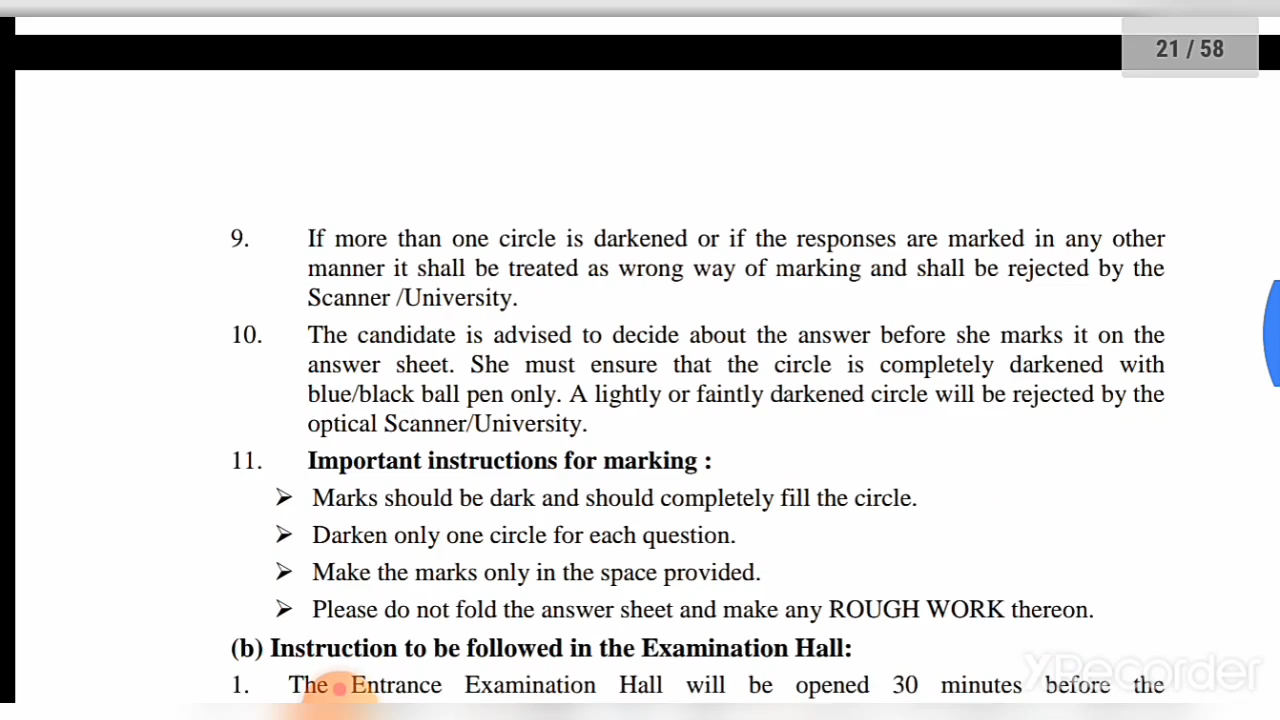 21 / 58
9. If more than one circle is darkened or if the responses are marked in any other
manner it shall be treated as wrong way of marking and shall be rejected by the
Scanner /University.
10. The candidate is advised to decide about the answer before she marks it on the
answer sheet. She must ensure that the circle is completely darkened with
blue/black ball pen only. A lightly or faintly darkened circle will be rejected by the
optical Scanner/University.
11. Important instructions for marking :
➢ Marks should be dark and should completely fill the circle.
➢ Darken only one circle for each question.
➢ Make the marks only in the space provided.
➢ Please do not fold the answer sheet and make any ROUGH WORK thereon.
(b) Instruction to be followed in the Examination Hall:
1. The Entrance Examination Hall will be opened 30 minutes before the
XRecorder